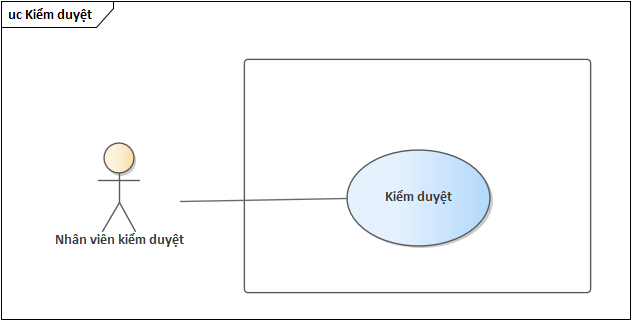 uc Kiểm duyệt
Kiểm duyệt
Nhân viên kiểm duyệt